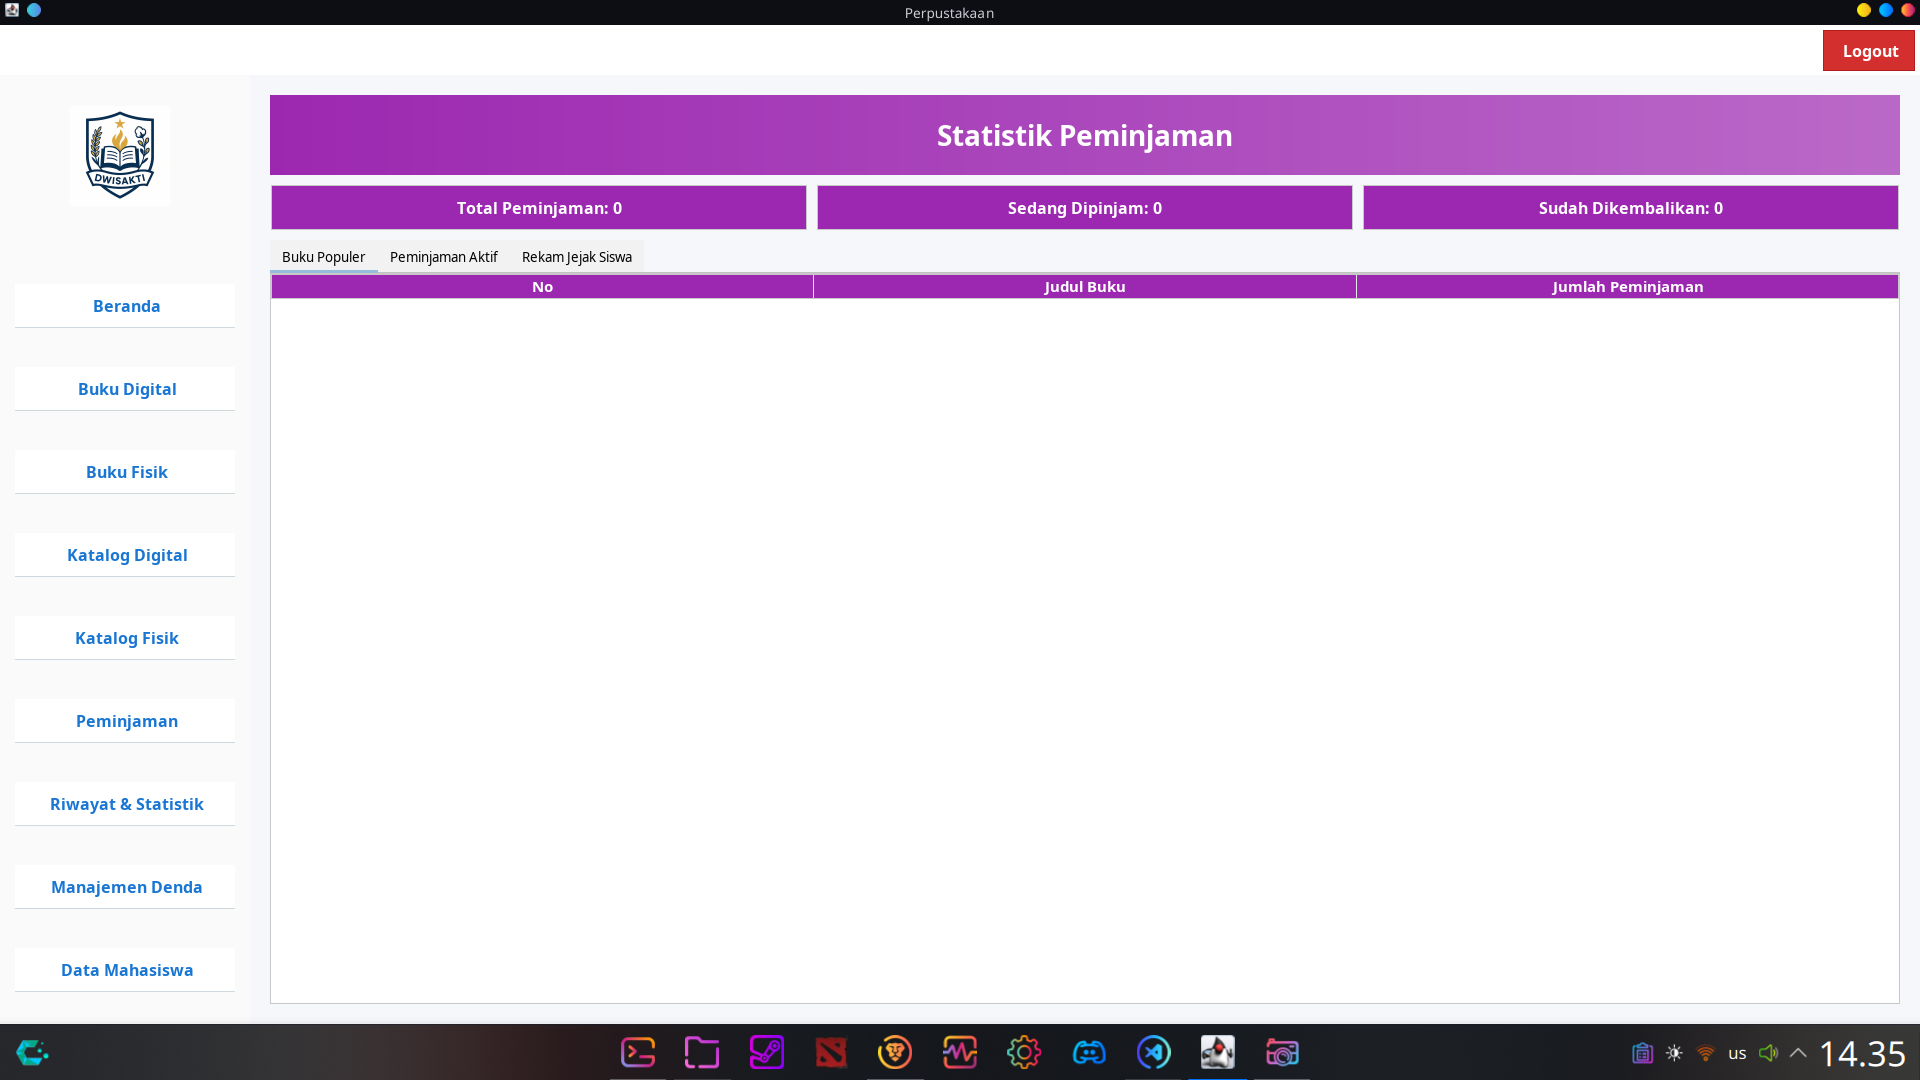 Perpustakaan
Logout
DWISAKTI
Statistik Peminjaman
Total Peminjaman: 0
Sedang Dipinjam: 0
Sudah Dikembalikan: 0
Buku Populer
Peminjaman Aktif
Rekam Jejak Siswa
No
Judul Buku
Jumlah Peminjaman
Beranda
Buku Digital
Buku Fisik
Katalog Digital
Katalog Fisik
Peminjaman
Riwayat & Statistik
Manajemen Denda
Data Mahasiswa
us
14.35